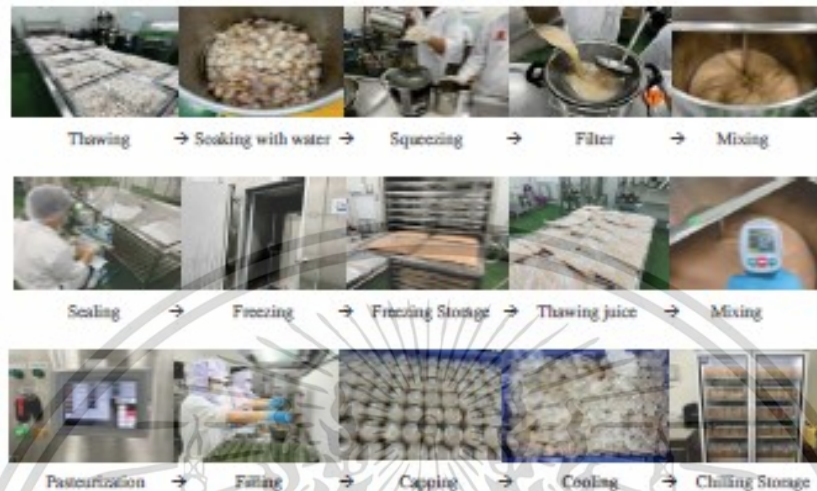 Thawing → Soaking with water → Squeezing → Filter → Mixing
Sealing → Freezing → Freezing Storage → Thawing juice → Mixing
Pasteurization → Filling → Capping → Cooling → Chilling Storage